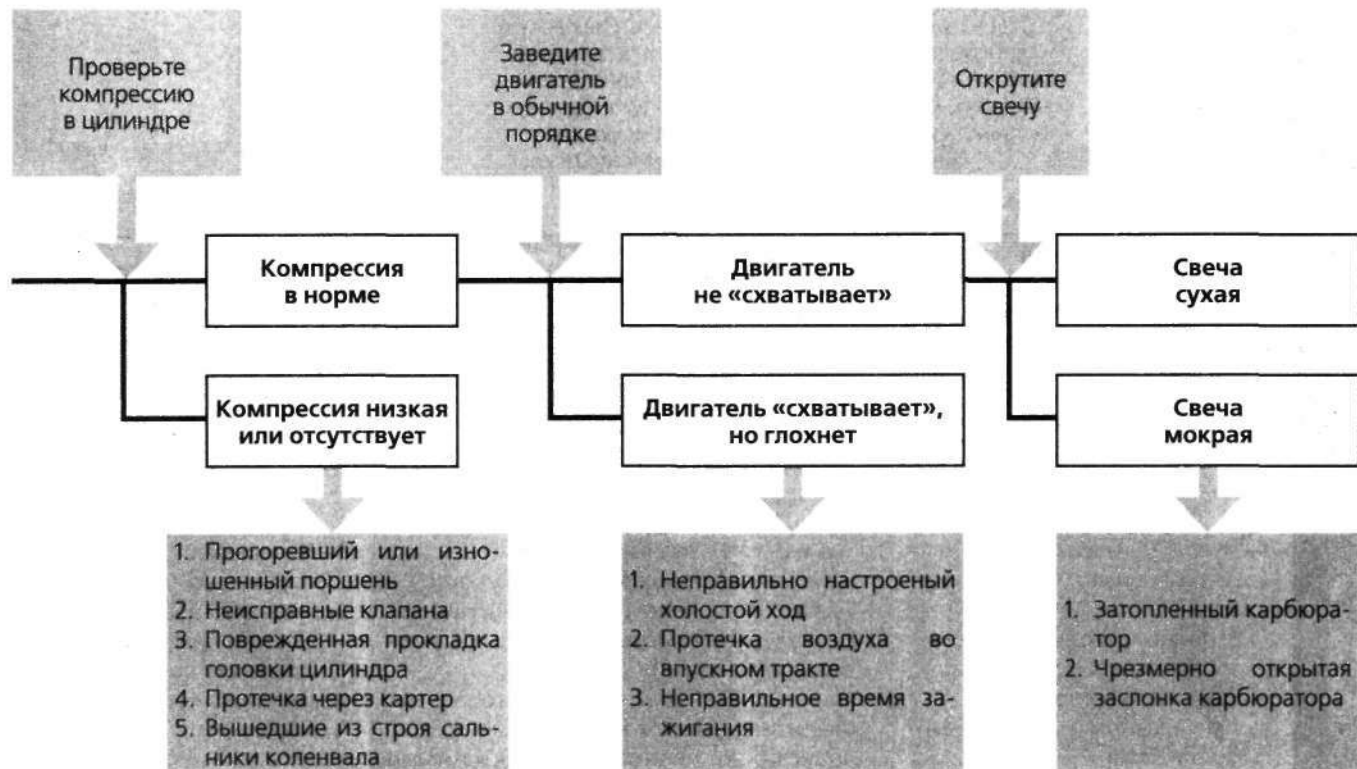 Проверьте
компрессию
в цилиндре
Заведите
двигатель
в обычной
порядке
Открутите
свечу
Компрессия
в норме
Двигатель
не «схватывает»
Свеча
сухая
Компрессия низкая
или отсутствует
Двигатель «схватывает»,
но глохнет
Свеча
мокрая
1. Прогоревший или изно-
шенный поршень
2. Неисправные клапана
3. Поврежденная прокладка
головки цилиндра
4. Протечка через картер
5. Вышедшие из строя саль-
ники коленвала
1. Неправильно настроеный
холостой ход
2. Протечка воздуха во
впускном тракте
3. Неправильное время за-
жигания
1. Затопленный карбюра-
тор
2. Чрезмерно открытая
заслонка карбюратора